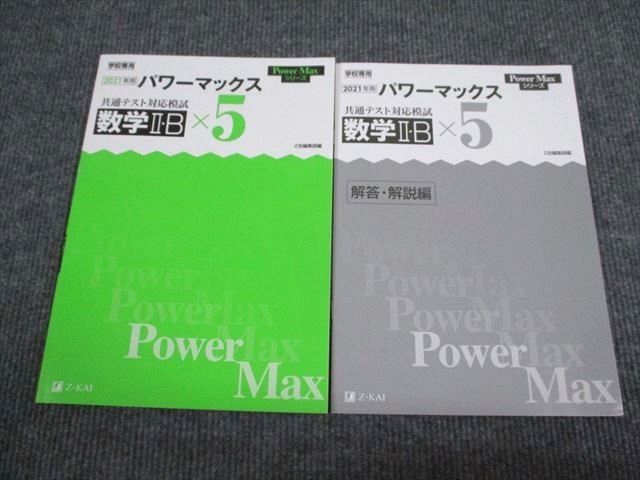 学校専用
Power Max
シリーズ
2021年用
パワーマックス
共通テスト対応模試
数学Ⅱ・B ×5
Z会編集部編
Power
PowerMax
PowerMax
Power
Max
Z-KAI
学校専用
Power Max
シリーズ
2021年用
パワーマックス
共通テスト対応模試
数学Ⅱ・B ×5
Z会編集部編
解答・解説編
Power
PowerMax
PowerMax
Power
Max
Z-KAI